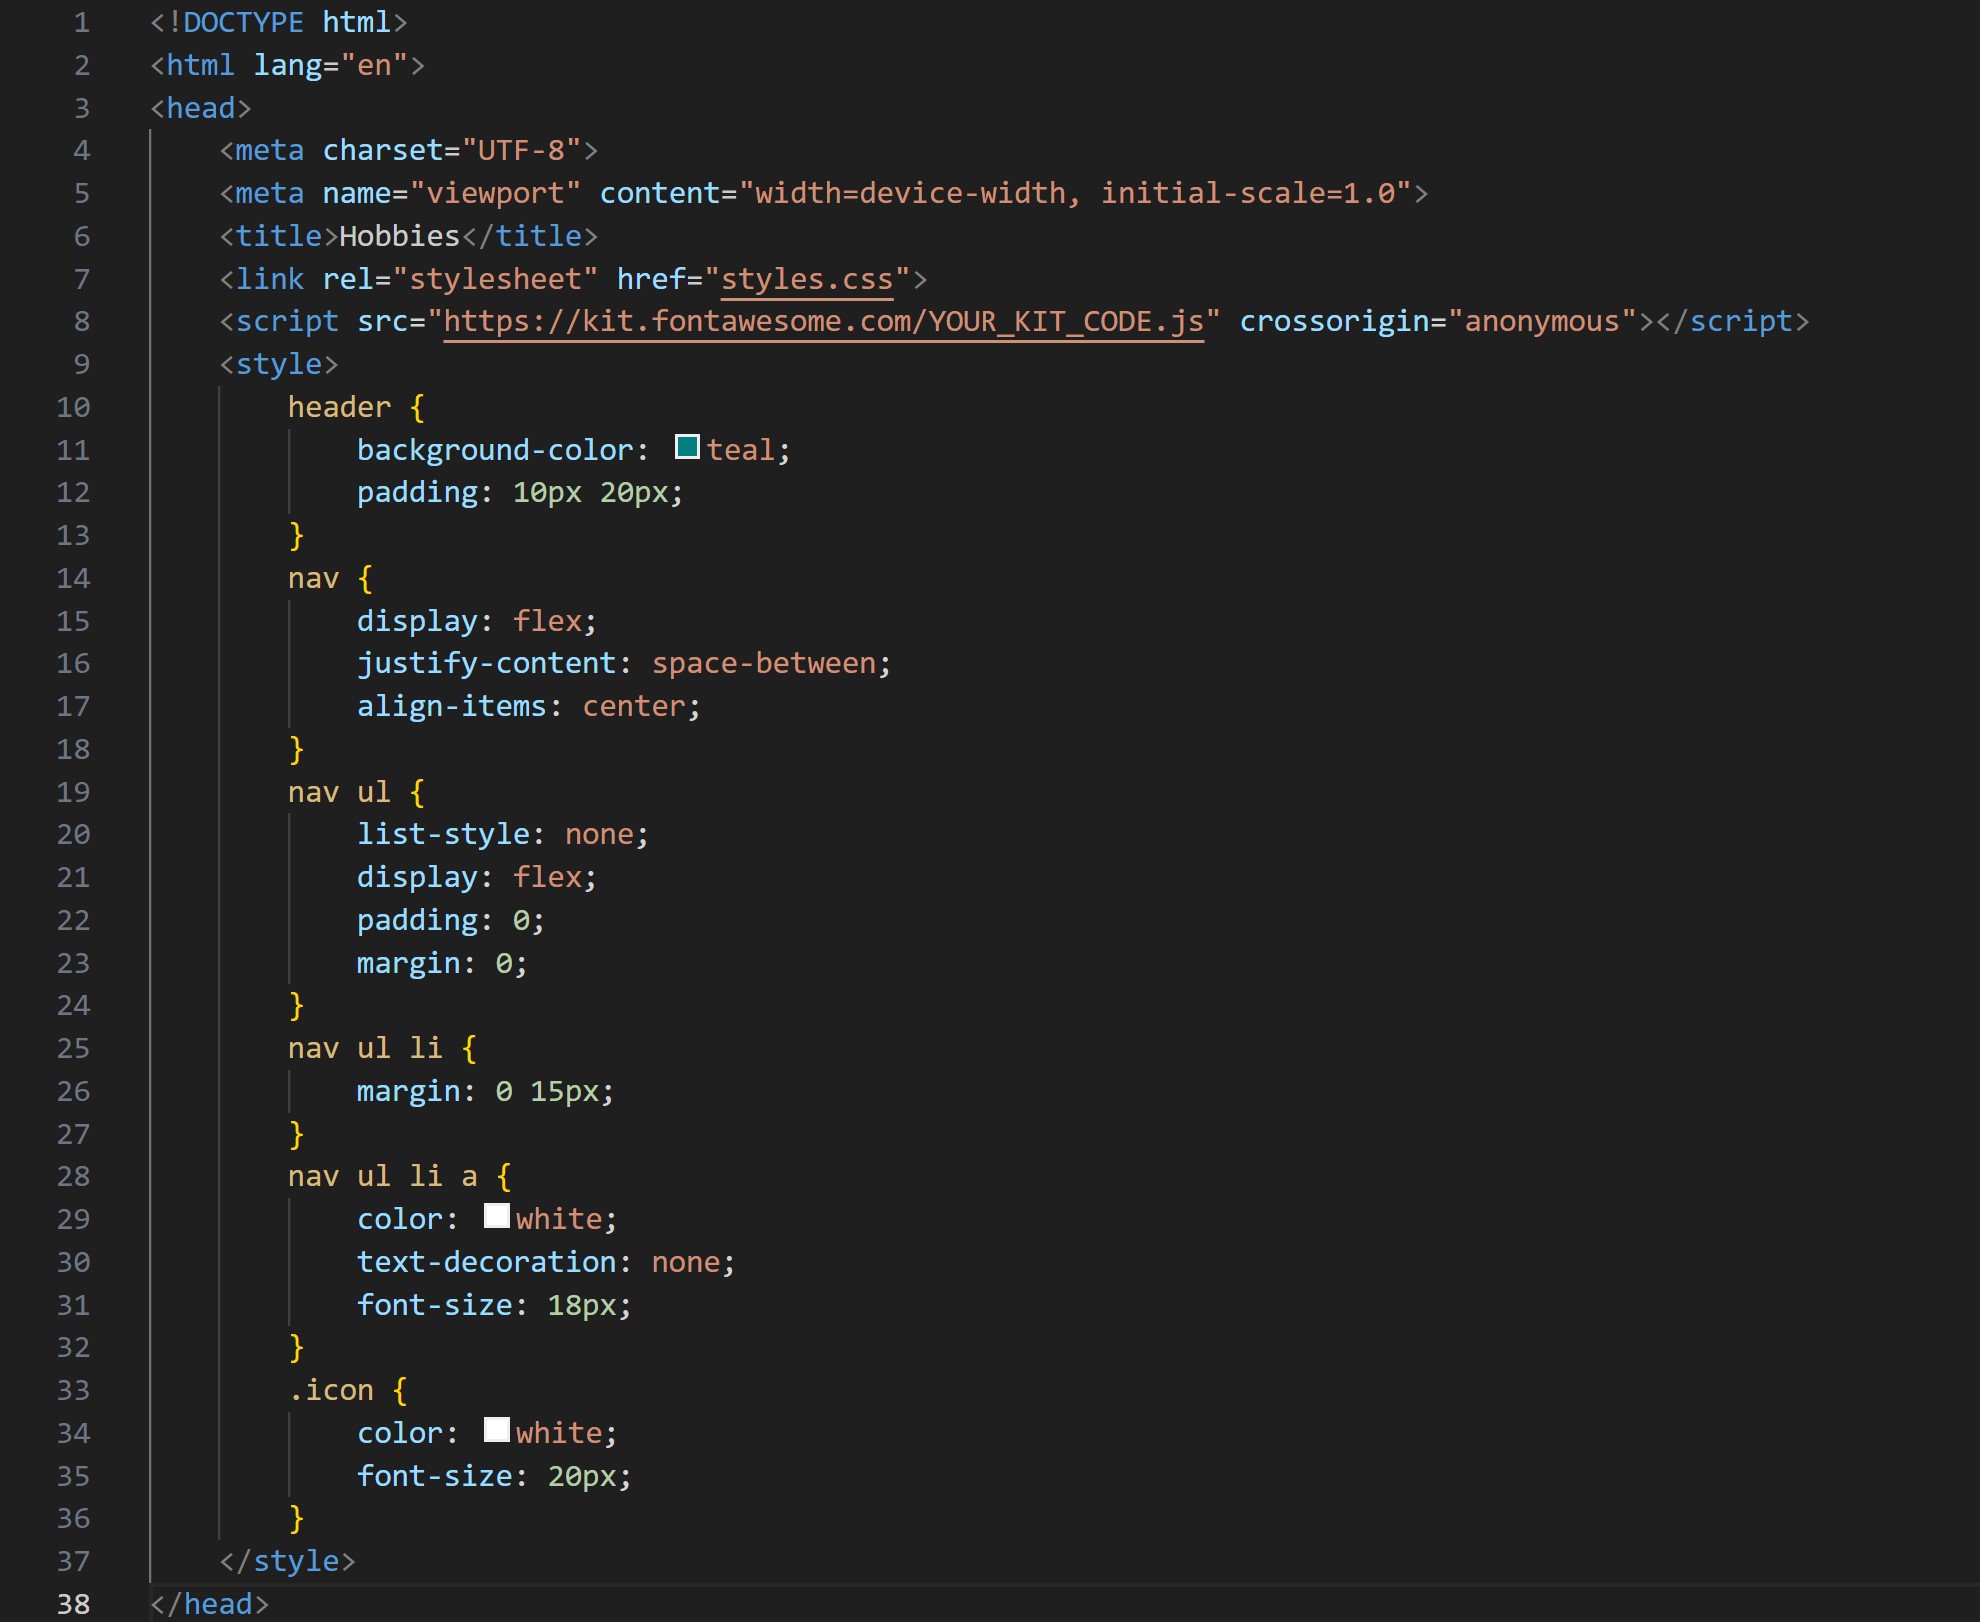 1 <!DOCTYPE html>
2 <html lang="en">
3 <head>
4     <meta charset="UTF-8">
5     <meta name="viewport" content="width=device-width, initial-scale=1.0">
6     <title>Hobbies</title>
7     <link rel="stylesheet" href="styles.css">
8     <script src="https://kit.fontawesome.com/YOUR_KIT_CODE.js" crossorigin="anonymous"></script>
9     <style>
10         header {
11             background-color: teal;
12             padding: 10px 20px;
13         }
14         nav {
15             display: flex;
16             justify-content: space-between;
17             align-items: center;
18         }
19         nav ul {
20             list-style: none;
21             display: flex;
22             padding: 0;
23             margin: 0;
24         }
25         nav ul li {
26             margin: 0 15px;
27         }
28         nav ul li a {
29             color: white;
30             text-decoration: none;
31             font-size: 18px;
32         }
33         .icon {
34             color: white;
35             font-size: 20px;
36         }
37     </style>
38 </head>